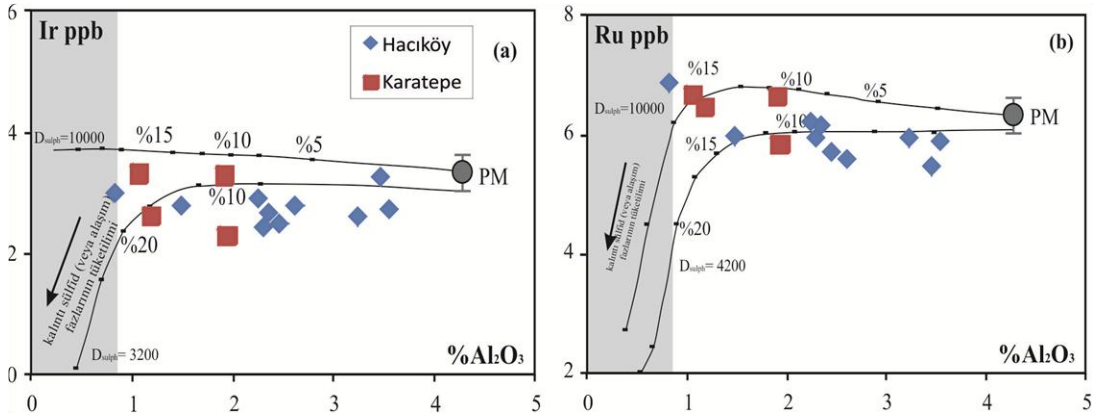 6
Ir ppb
(a)
Hacıköy
Karatepe
4
Dsulph=10000
%15
%10
%5
PM
%10
2
%20
kalıntı sülfid (veya alaşım
fazlarının tüketilimi
Dsulph= 3200
%Al₂O₃
0
0
1
2
3
4
5
8
Ru ppb
(b)
%15
%10
%5
Dsulph=10000
PM
6
%15
%10
kalıntı sülfid (veya alaşım)
fazlarının tüketilimi
%20
4
Dsulph= 4200
%Al₂O₃
2
0
1
2
3
4
5